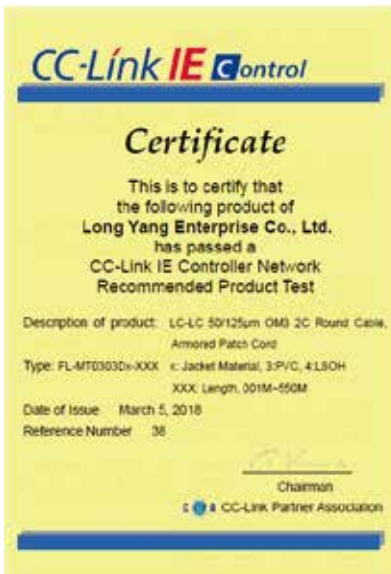 CC-Link IE Control
Certificate
This is to certify that
the following product of
Long Yang Enterprise Co., Ltd.
has passed a
CC-Link IE Controller Network
Recommended Product Test
Description of product: LC-LC 50/125μm OM3 2C Round Cable,
Armored Patch Cord
Type: FL-MT0303Dx-XXX x: Jacket Material, 3:PVC, 4:LSOH
XXX: Length, 001M~550M
Date of Issue March 5, 2018
Reference Number 38
Chairman
CC-Link Partner Association